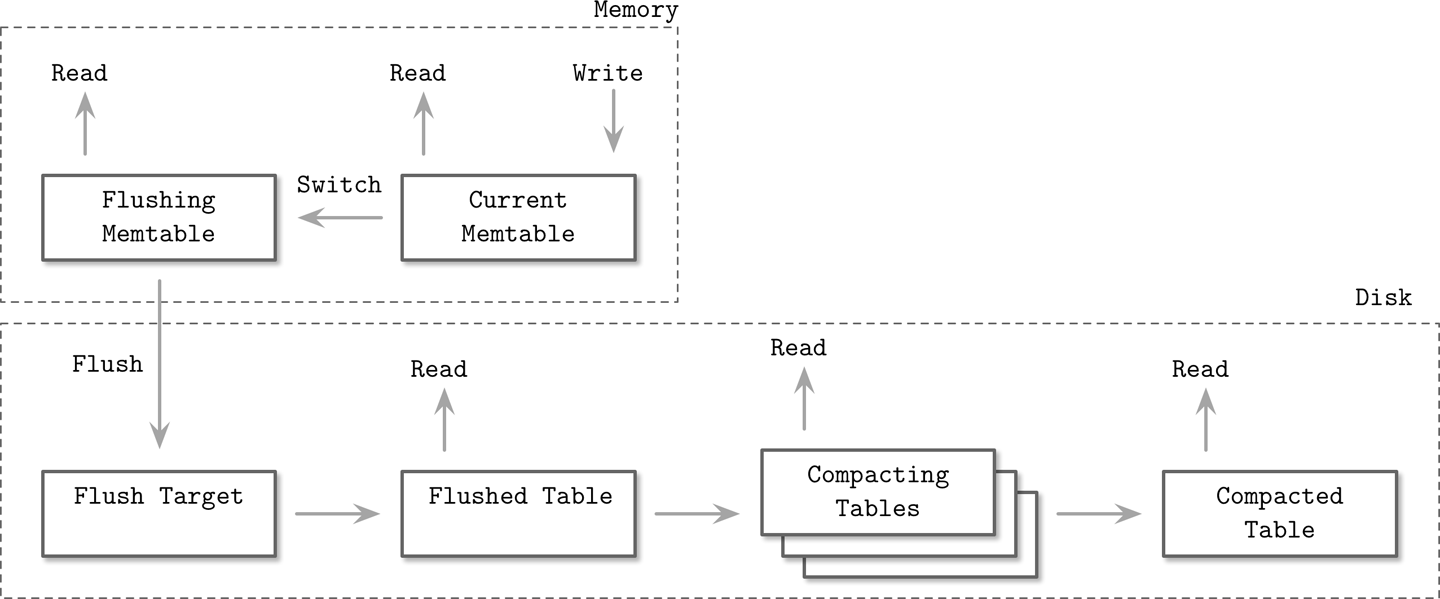 Memory
Read
Read
Write
Flushing
Memtable
Switch
Current
Memtable
Disk
Flush
Read
Read
Read
Flush Target
Flushed Table
Compacting
Tables
Compacted
Table